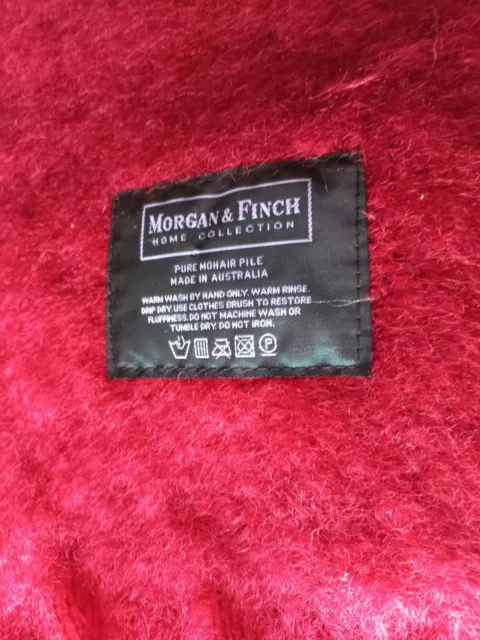 MORGAN & FINCH
HOME COLLECTION
PURE MOHAIR PILE
MADE IN AUSTRALIA
WARM WASH BY HAND ONLY. WARM RINSE.
DRIP DRY. USE CLOTHES BRUSH TO RESTORE
FLUFFINESS. DO NOT MACHINE WASH OR
TUMBLE DRY. DO NOT IRON.
P